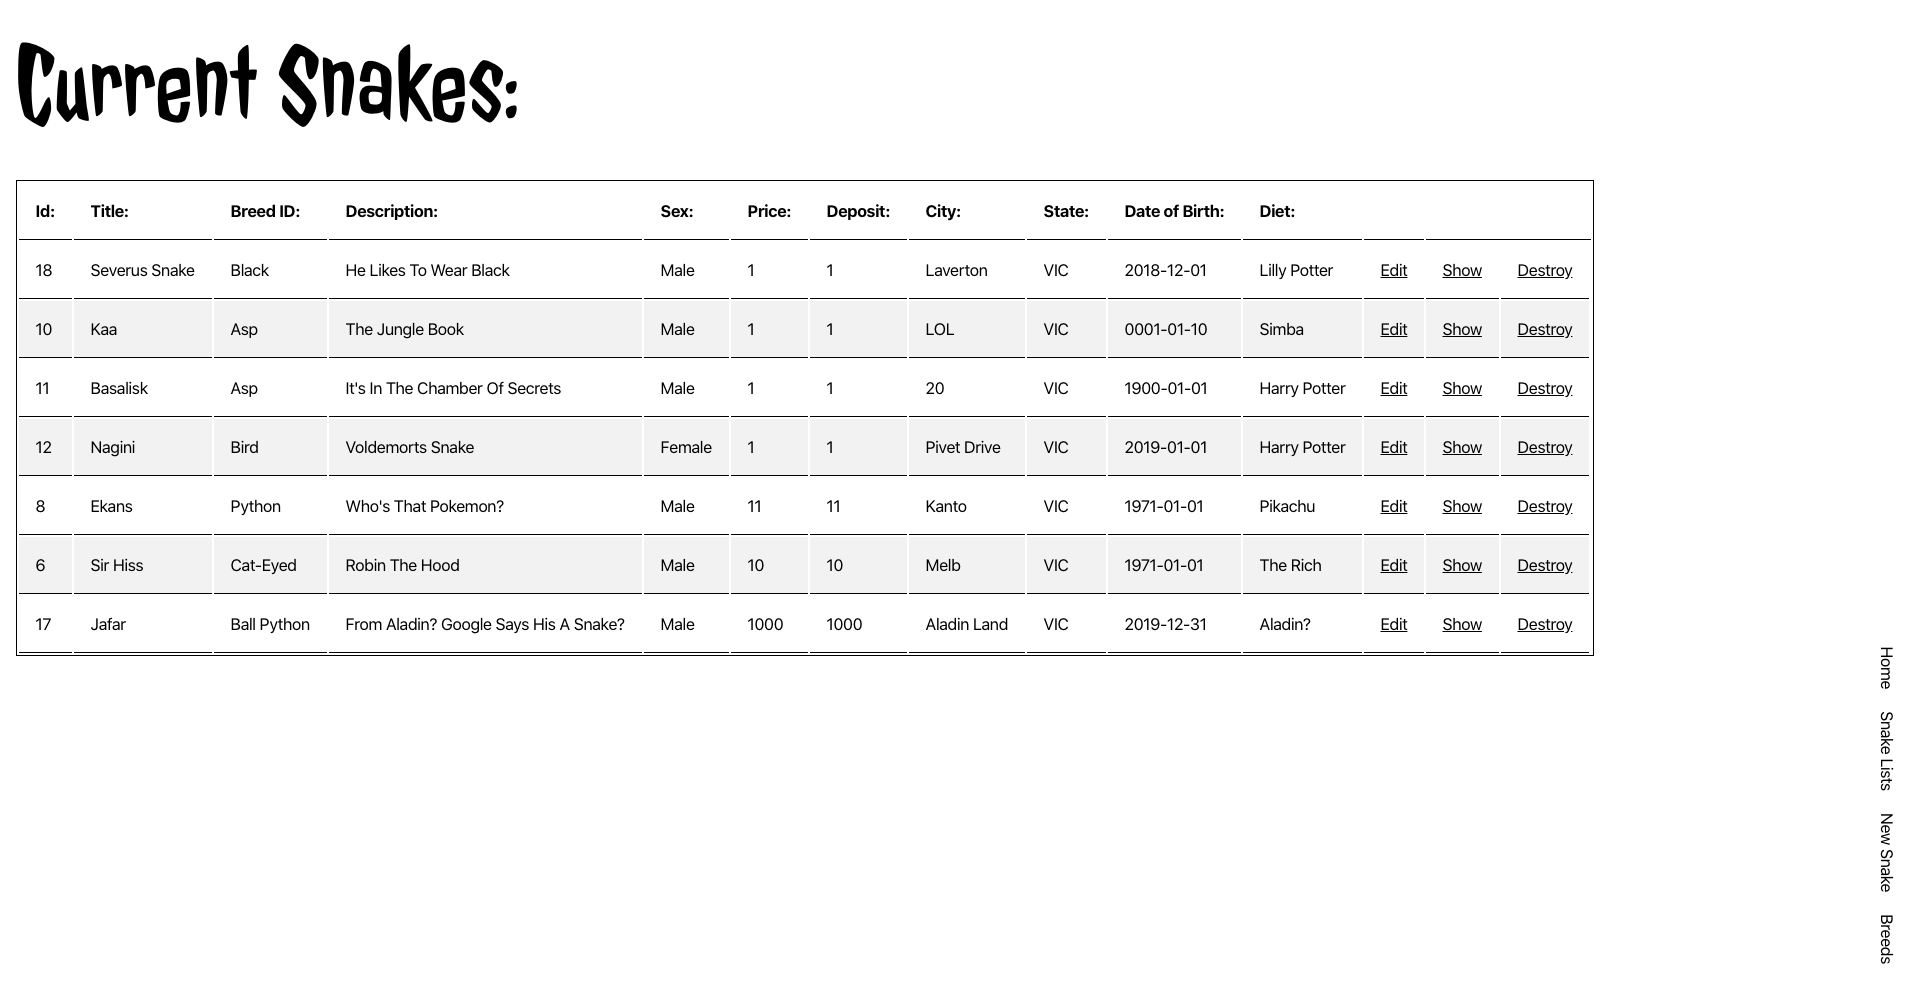 Current Snakes:
Id: Title: Breed ID: Description: Sex: Price: Deposit: City: State: Date of Birth: Diet:
18 Severus Snake Black He Likes To Wear Black Male 1 1 Laverton VIC 2018-12-01 Lilly Potter Edit Show Destroy
10 Kaa Asp The Jungle Book Male 1 1 LOL VIC 0001-01-10 Simba Edit Show Destroy
11 Basalisk Asp It's In The Chamber Of Secrets Male 1 1 20 VIC 1900-01-01 Harry Potter Edit Show Destroy
12 Nagini Bird Voldemorts Snake Female 1 1 Pivet Drive VIC 2019-01-01 Harry Potter Edit Show Destroy
8 Ekans Python Who's That Pokemon? Male 11 11 Kanto VIC 1971-01-01 Pikachu Edit Show Destroy
6 Sir Hiss Cat-Eyed Robin The Hood Male 10 10 Melb VIC 1971-01-01 The Rich Edit Show Destroy
17 Jafar Ball Python From Aladin? Google Says His A Snake? Male 1000 1000 Aladin Land VIC 2019-12-31 Aladin? Edit Show Destroy
Home Snake Lists New Snake Breeds